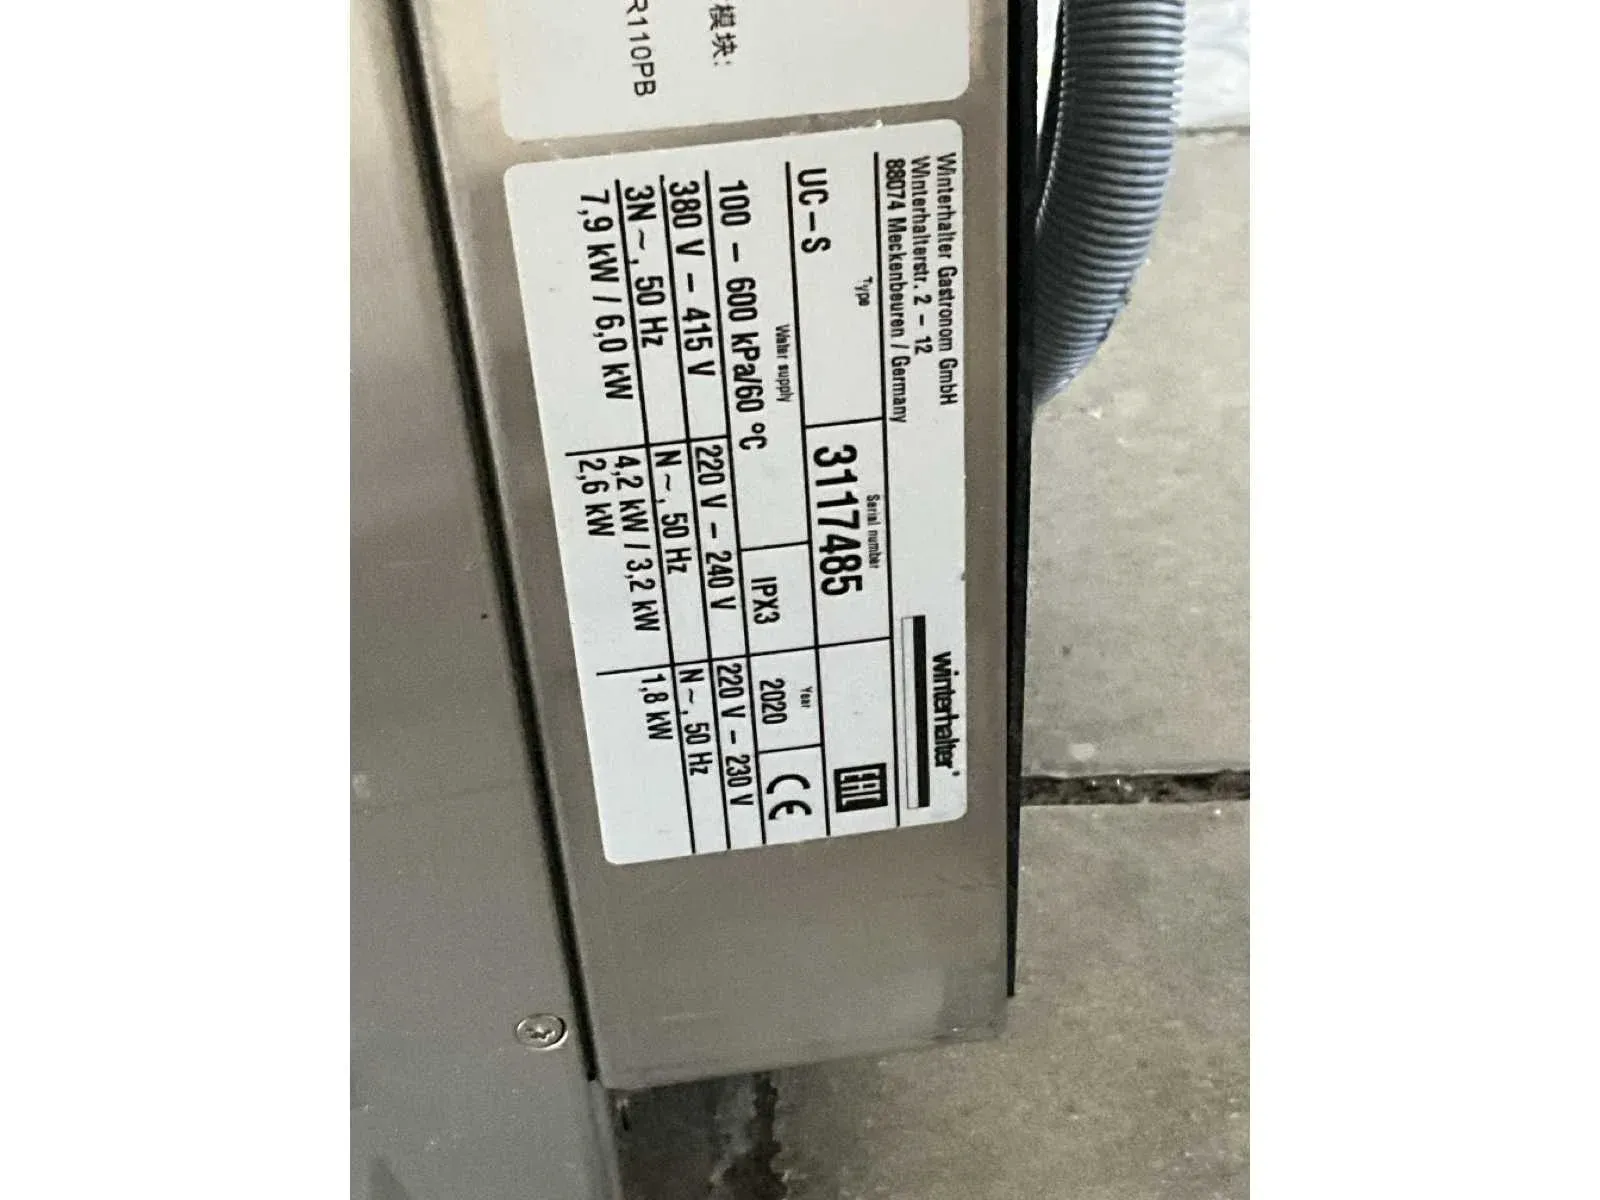 模块:
R110PB
Winterhalter Gastronom GmbH
Winterhalterstr. 2 – 12
88074 Meckenbeuren / Germany
winterhalter®
Type
UC-S
Serial number
3117485
EAC
Water supply
100 – 600 kPa/60 °C
IPX3
Year
2020
CE
380 V – 415 V
220 V – 240 V
220 V – 230 V
3N ~, 50 Hz
N ~, 50 Hz
N ~, 50 Hz
7,9 kW / 6,0 kW
4,2 kW / 3,2 kW
1,8 kW
2,6 kW